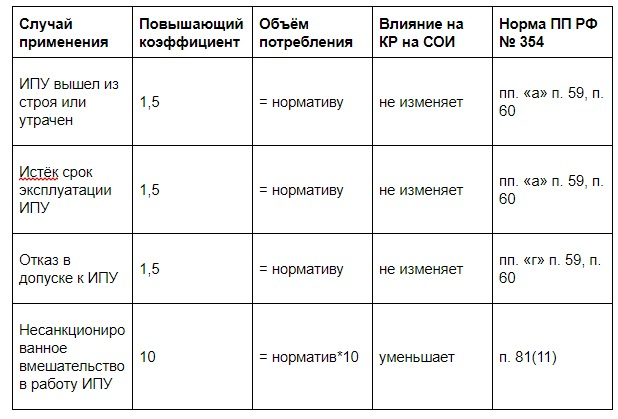 Случай применения
Повышающий коэффициент
Объём потребления
Влияние на КР на СОИ
Норма ПП РФ № 354
ИПУ вышел из строя или утрачен
1,5
= нормативу
не изменяет
пп. «а» п. 59, п. 60
Истёк срок эксплуатации ИПУ
1,5
= нормативу
не изменяет
пп. «а» п. 59, п. 60
Отказ в допуске к ИПУ
1,5
= нормативу
не изменяет
пп. «г» п. 59, п. 60
Несанкциониро
ванное
вмешательство
в работу ИПУ
10
= норматив*10
уменьшает
п. 81(11)